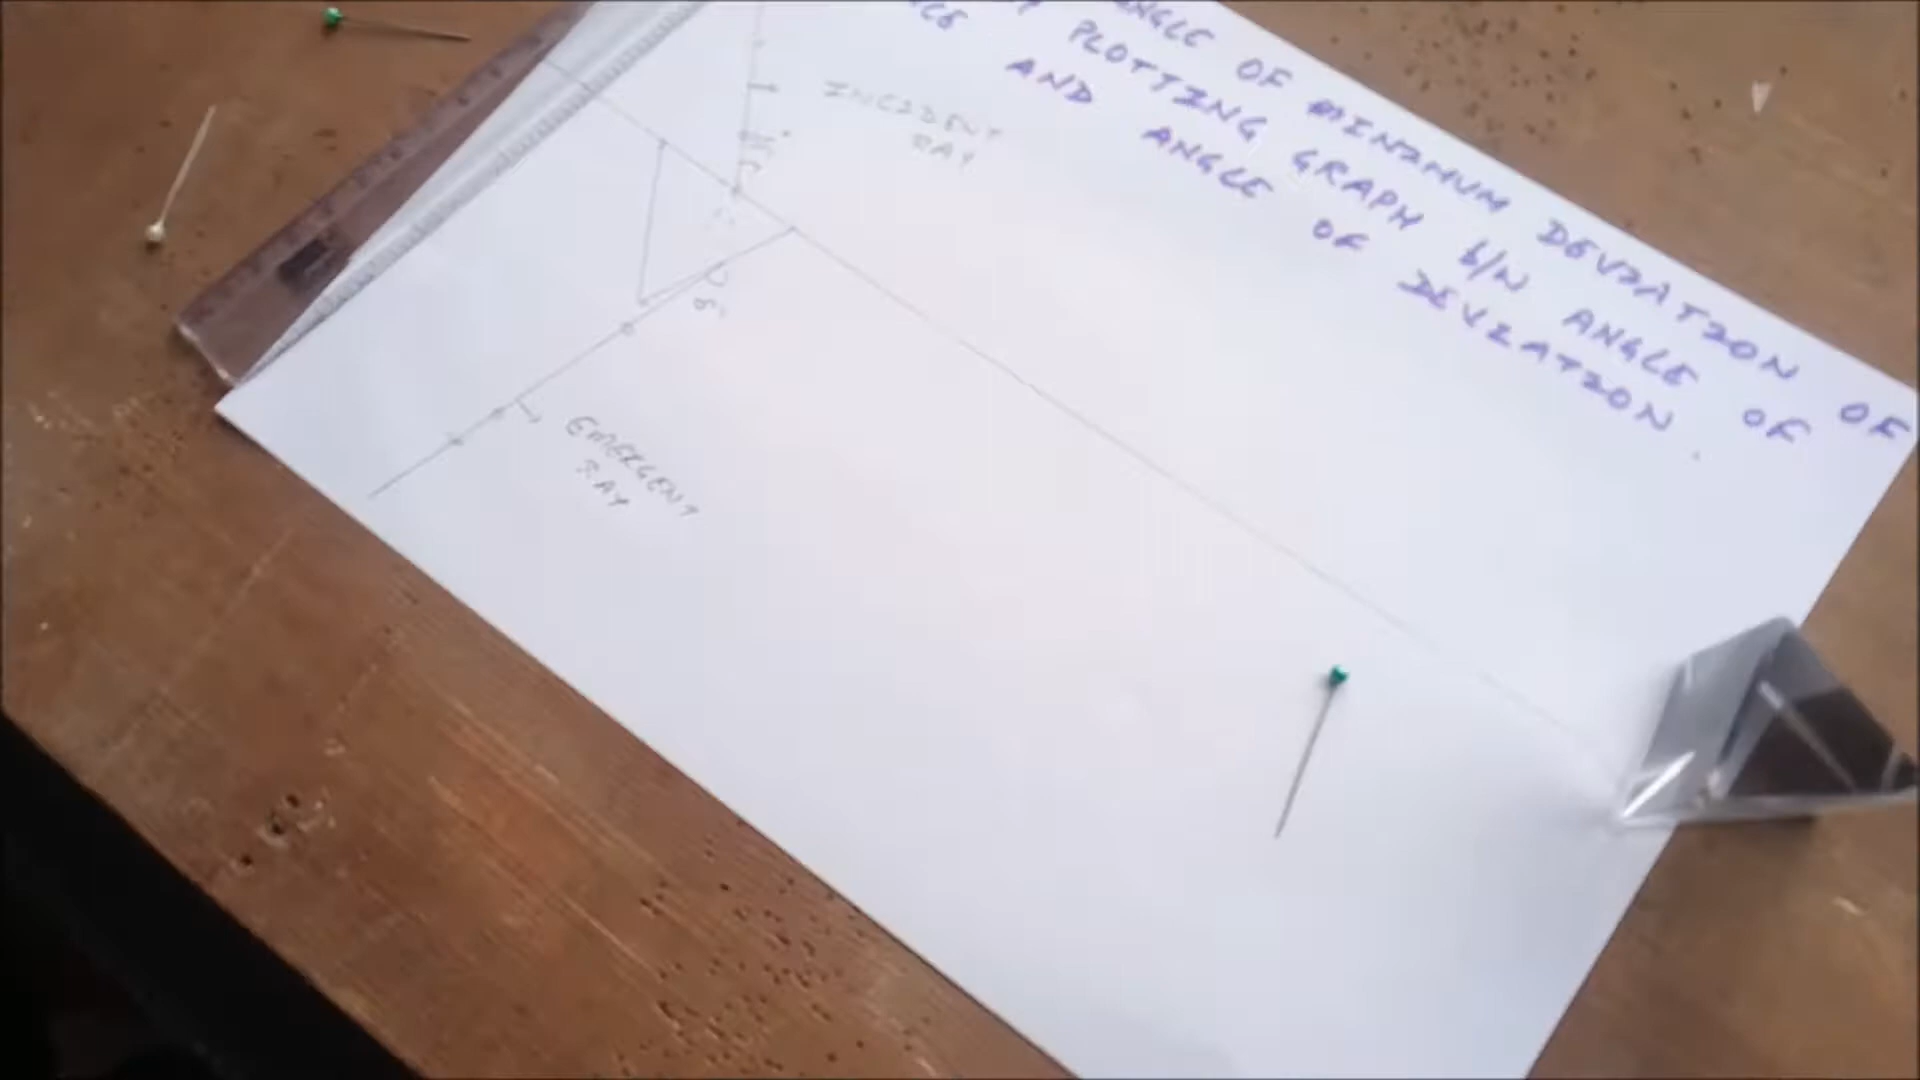 ANGLE OF MINIMUM DEVIATION OF
PLOTTING GRAPH b/w ANGLE OF
AND ANGLE OF DEVIATION.
INCIDENT
RAY
EMERGENT
RAY